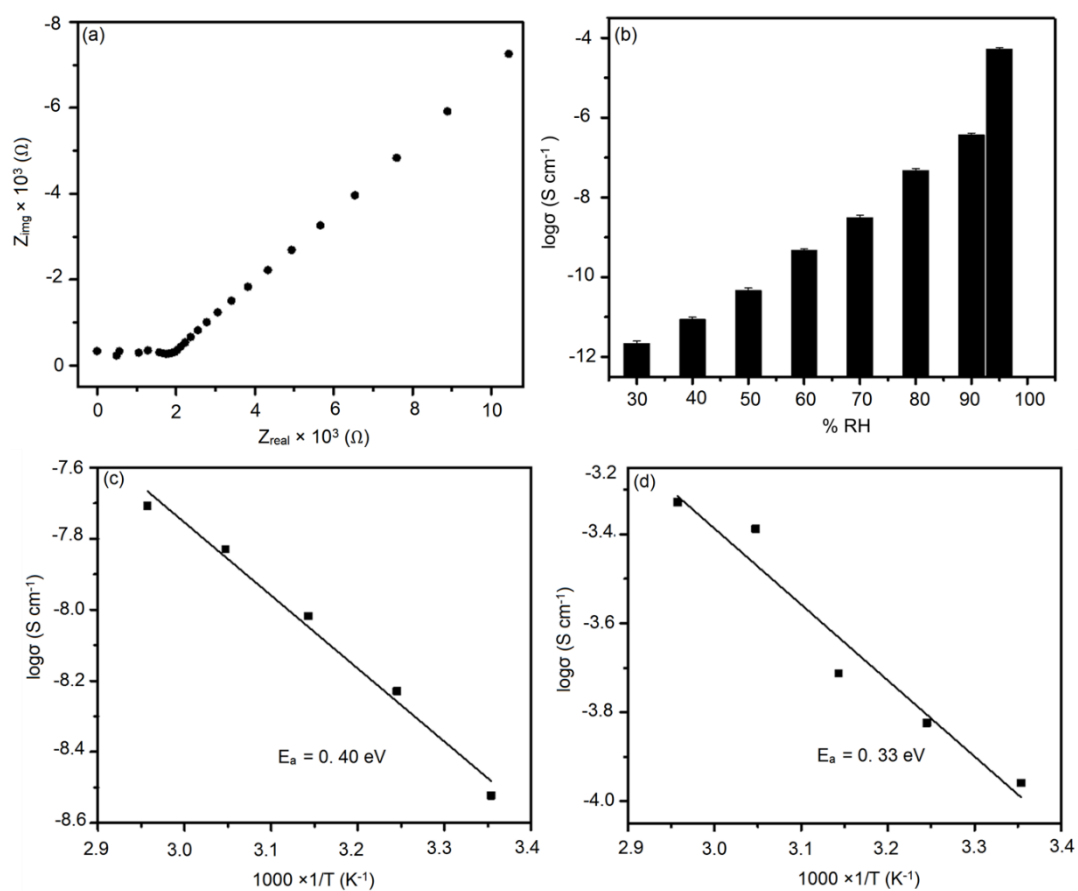 (a)
-8
-6
-4
-2
0
Zimg × 10³ (Ω)
0 2 4 6 8 10
Zreal × 10³ (Ω)
(b)
-4
-6
-8
-10
-12
logσ (S cm⁻¹ )
30 40 50 60 70 80 90 100
% RH
(c)
-7.6
-7.8
-8.0
-8.2
-8.4
-8.6
logσ (S cm⁻¹)
Eₐ = 0. 40 eV
2.9 3.0 3.1 3.2 3.3 3.4
1000 ×1/T (K⁻¹)
(d)
-3.2
-3.4
-3.6
-3.8
-4.0
logσ (S cm⁻¹)
Eₐ = 0. 33 eV
2.9 3.0 3.1 3.2 3.3 3.4
1000 ×1/T (K⁻¹)